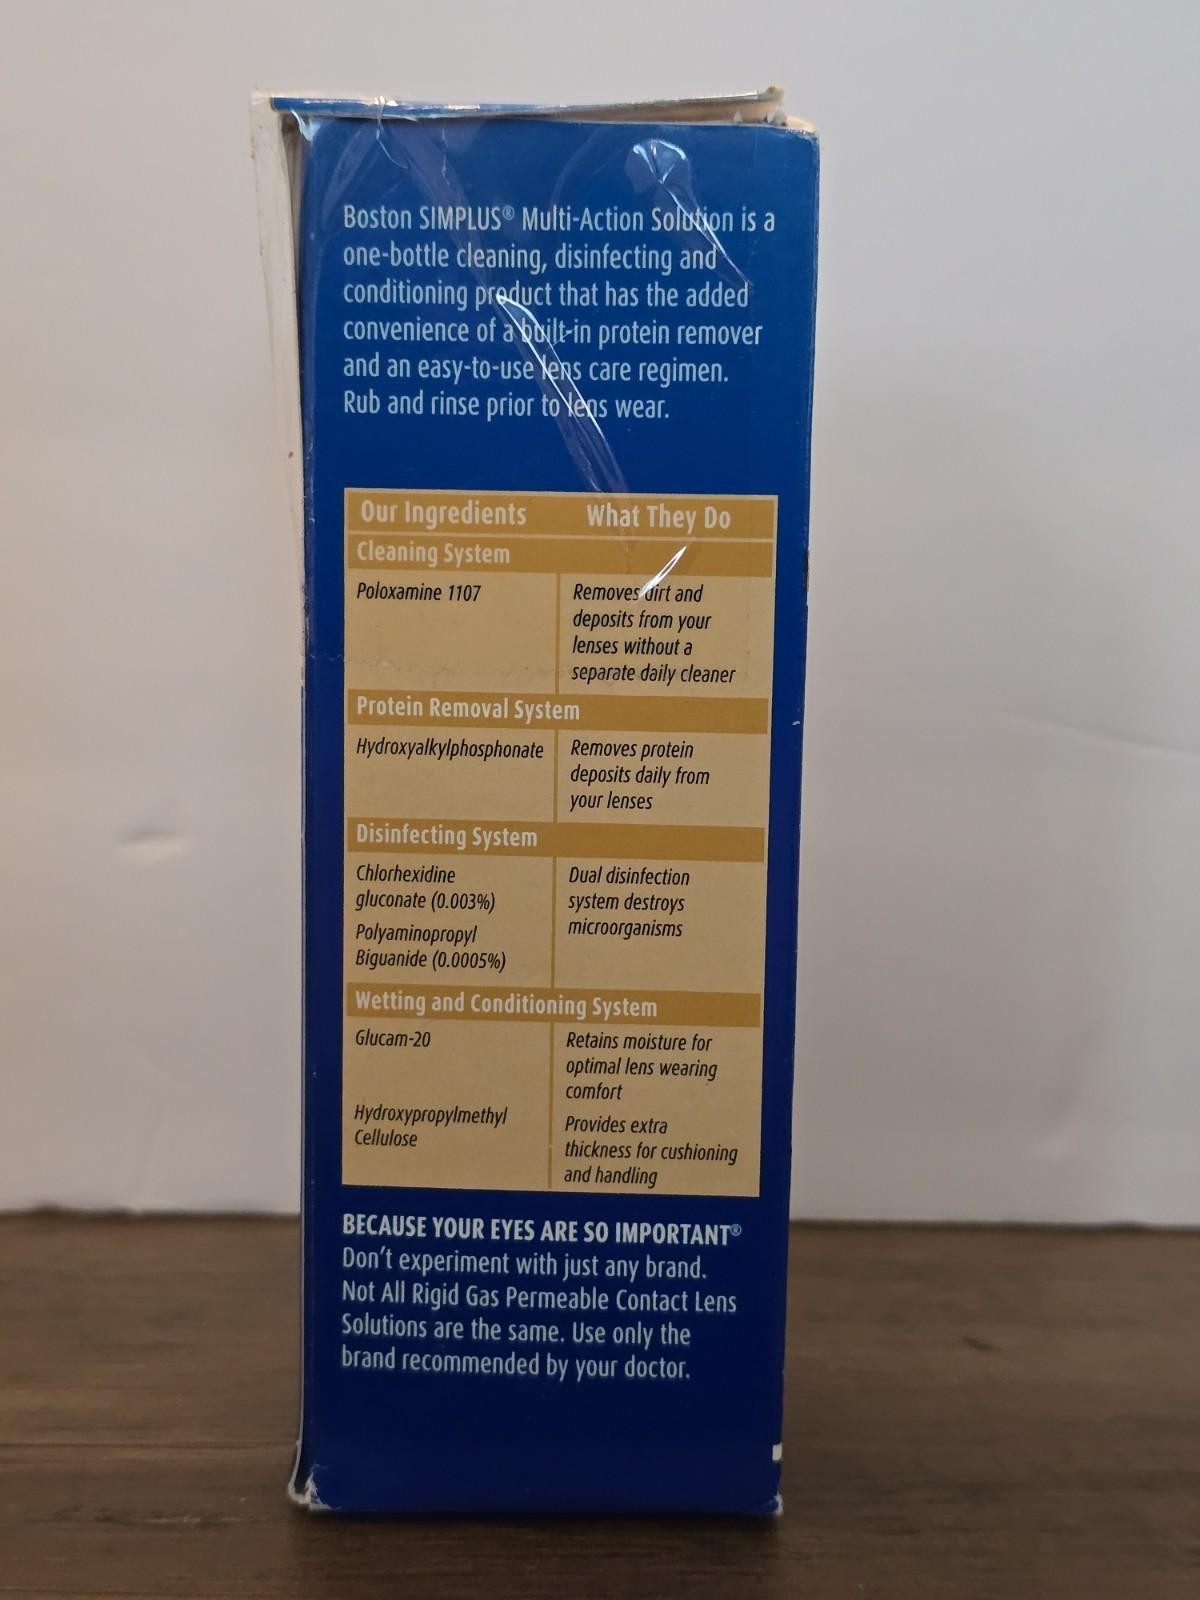 Boston SIMPLUS® Multi-Action Solution is a
one-bottle cleaning, disinfecting and
conditioning product that has the added
convenience of a built-in protein remover
and an easy-to-use lens care regimen.
Rub and rinse prior to lens wear.
Our Ingredients What They Do
Cleaning System
Poloxamine 1107
Removes dirt and
deposits from your
lenses without a
separate daily cleaner
Protein Removal System
Hydroxyalkylphosphonate
Removes protein
deposits daily from
your lenses
Disinfecting System
Chlorhexidine
gluconate (0.003%)
Polyaminopropyl
Biguanide (0.0005%)
Dual disinfection
system destroys
microorganisms
Wetting and Conditioning System
Glucam-20
Retains moisture for
optimal lens wearing
comfort
Hydroxypropylmethyl
Cellulose
Provides extra
thickness for cushioning
and handling
BECAUSE YOUR EYES ARE SO IMPORTANT®
Don't experiment with just any brand.
Not All Rigid Gas Permeable Contact Lens
Solutions are the same. Use only the
brand recommended by your doctor.